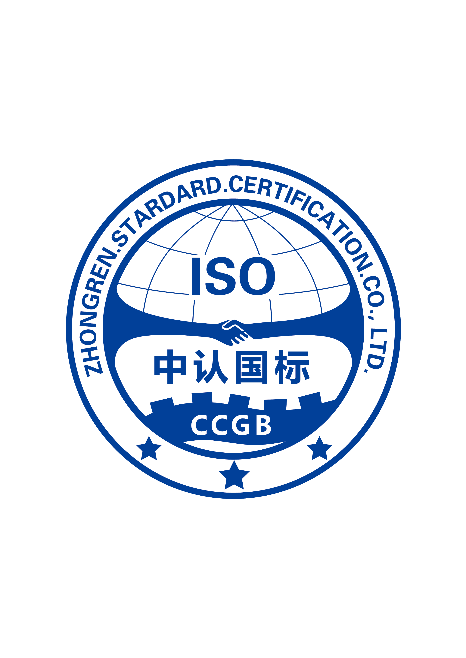 ZHONGREN.STARDARD.CERTIFICATION.CO., LTD.
ISO
中认国标
CCGB